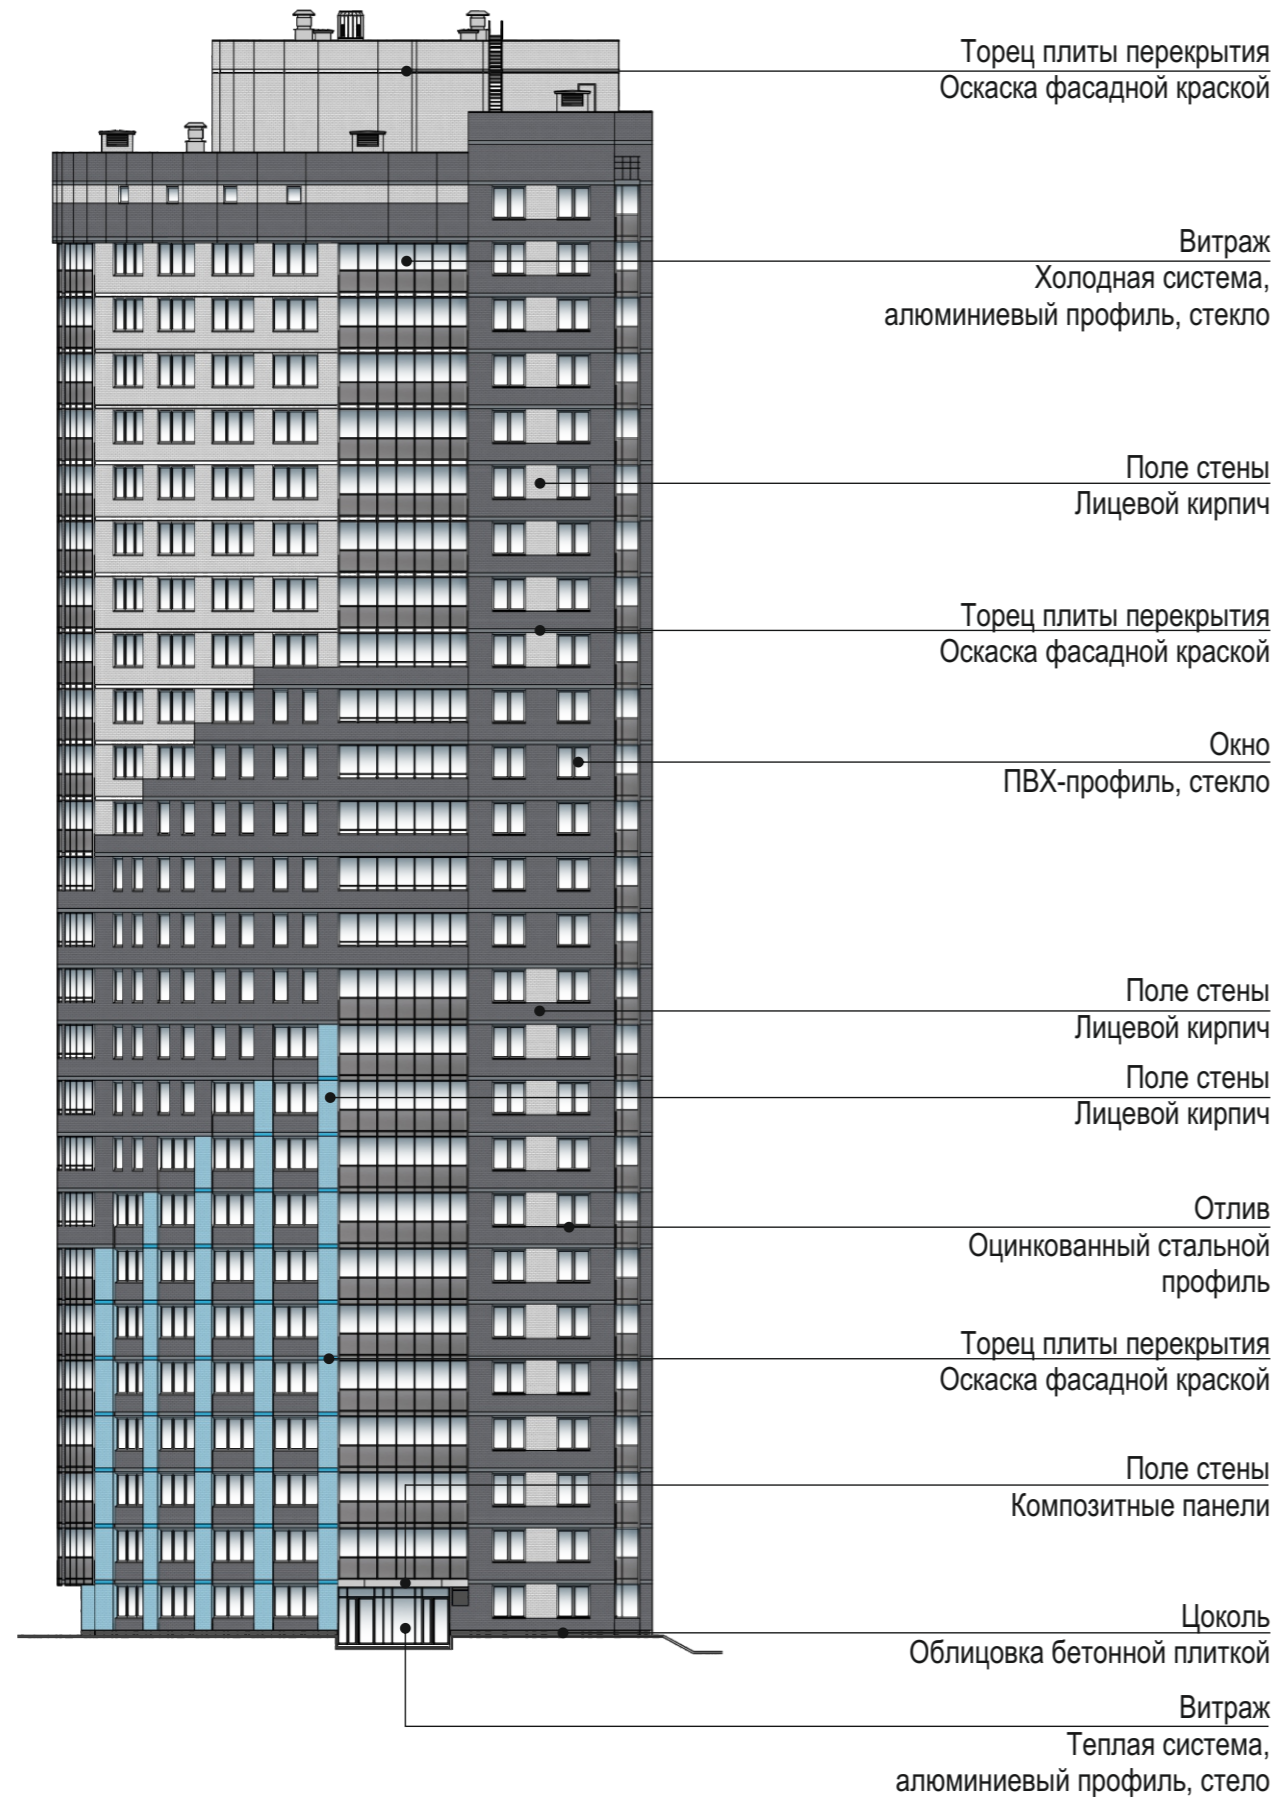 Торец плиты перекрытия
Оскаска фасадной краской
Витраж
Холодная система,
алюминиевый профиль, стекло
Поле стены
Лицевой кирпич
Торец плиты перекрытия
Оскаска фасадной краской
Окно
ПВХ-профиль, стекло
Поле стены
Лицевой кирпич
Поле стены
Лицевой кирпич
Отлив
Оцинкованный стальной
профиль
Торец плиты перекрытия
Оскаска фасадной краской
Поле стены
Композитные панели
Цоколь
Облицовка бетонной плиткой
Витраж
Теплая система,
алюминиевый профиль, стело